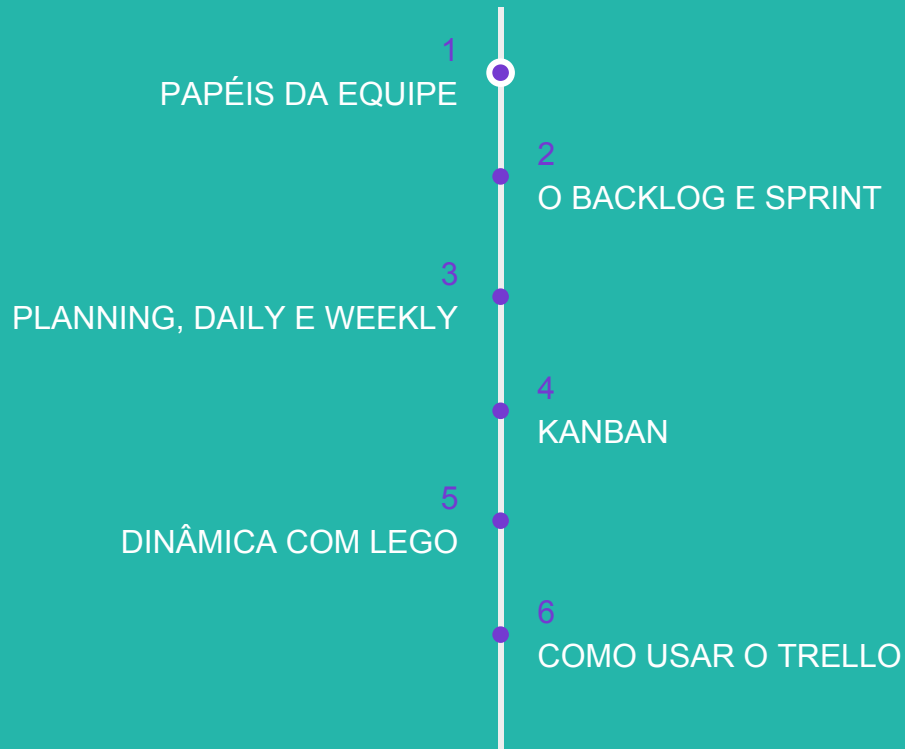 1
PAPÉIS DA EQUIPE
2
O BACKLOG E SPRINT
3
PLANNING, DAILY E WEEKLY
4
KANBAN
5
DINÂMICA COM LEGO
6
COMO USAR O TRELLO